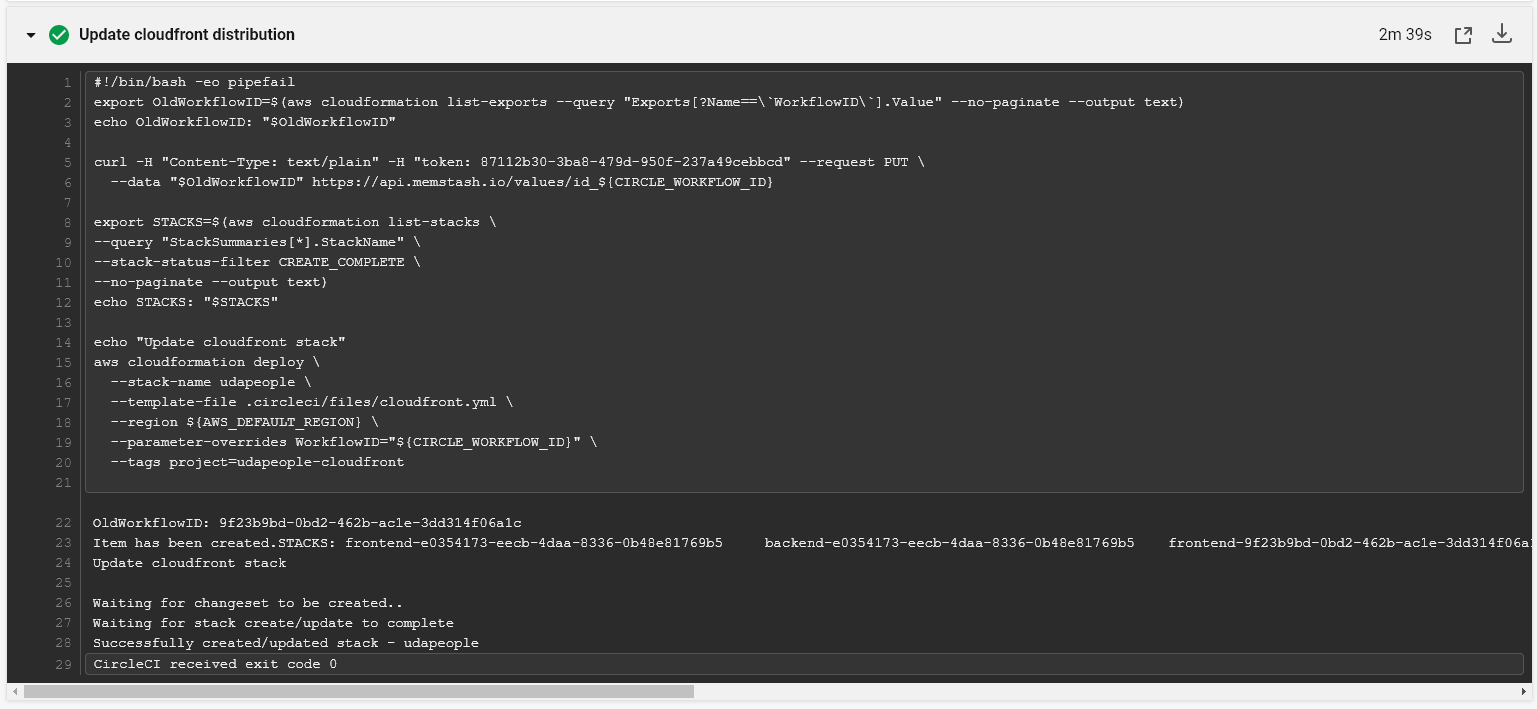 Update cloudfront distribution 2m 39s
1 #!/bin/bash -eo pipefail
2 export OldWorkflowID=$(aws cloudformation list-exports --query "Exports[?Name==\`WorkflowID\`].Value" --no-paginate --output text)
3 echo OldWorkflowID: "$OldWorkflowID"
4
5 curl -H "Content-Type: text/plain" -H "token: 87112b30-3ba8-479d-950f-237a49cebbcd" --request PUT \
6 --data "$OldWorkflowID" https://api.memstash.io/values/id_${CIRCLE_WORKFLOW_ID}
7
8 export STACKS=$(aws cloudformation list-stacks \
9 --query "StackSummaries[*].StackName" \
10 --stack-status-filter CREATE_COMPLETE \
11 --no-paginate --output text)
12 echo STACKS: "$STACKS"
13
14 echo "Update cloudfront stack"
15 aws cloudformation deploy \
16 --stack-name udapeople \
17 --template-file .circleci/files/cloudfront.yml \
18 --region ${AWS_DEFAULT_REGION} \
19 --parameter-overrides WorkflowID="${CIRCLE_WORKFLOW_ID}" \
20 --tags project=udapeople-cloudfront
21
22 OldWorkflowID: 9f23b9bd-0bd2-462b-ac1e-3dd314f06a1c
23 Item has been created.STACKS: frontend-e0354173-eecb-4daa-8336-0b48e81769b5 backend-e0354173-eecb-4daa-8336-0b48e81769b5 frontend-9f23b9bd-0bd2-462b-ac1e-3dd314f06a
24 Update cloudfront stack
25
26 Waiting for changeset to be created..
27 Waiting for stack create/update to complete
28 Successfully created/updated stack - udapeople
29 CircleCI received exit code 0